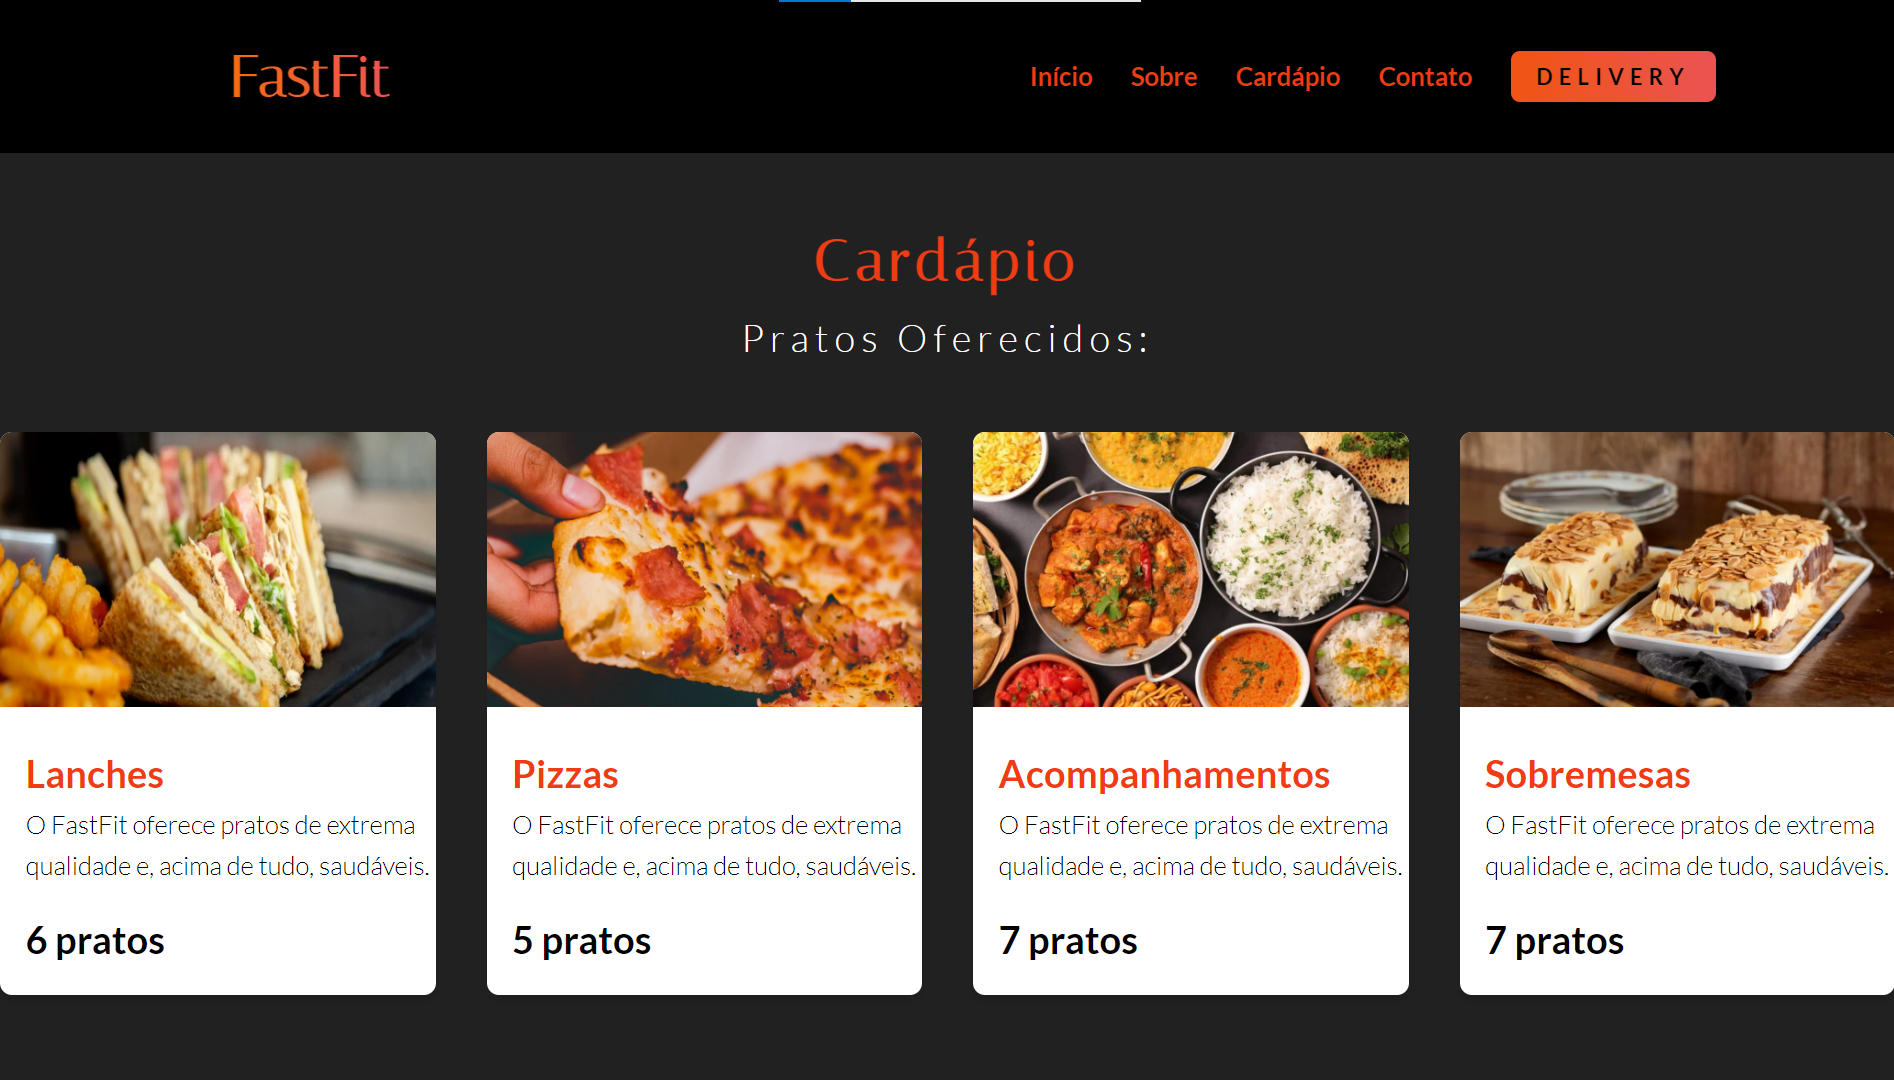 FastFit
Início Sobre Cardápio Contato DELIVERY
Cardápio
Pratos Oferecidos:
Lanches
O FastFit oferece pratos de extrema
qualidade e, acima de tudo, saudáveis.
6 pratos
Pizzas
O FastFit oferece pratos de extrema
qualidade e, acima de tudo, saudáveis.
5 pratos
Acompanhamentos
O FastFit oferece pratos de extrema
qualidade e, acima de tudo, saudáveis.
7 pratos
Sobremesas
O FastFit oferece pratos de extrema
qualidade e, acima de tudo, saudáveis.
7 pratos